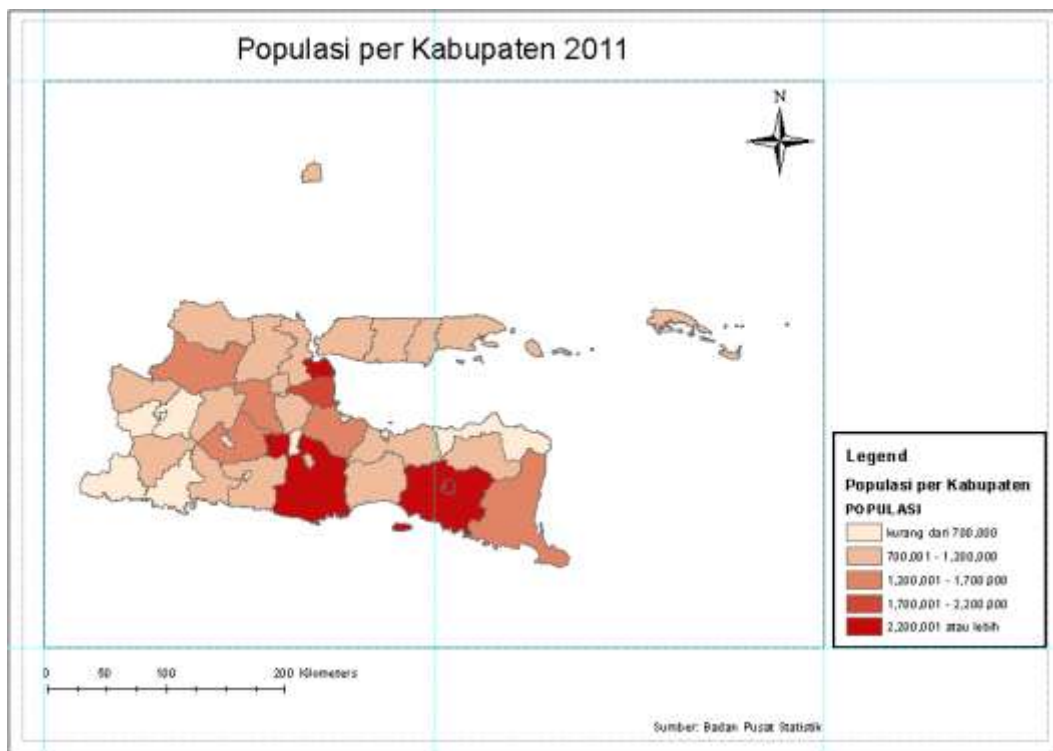 Populasi per Kabupaten 2011
N
Legend
Populasi per Kabupaten
POPULASI
kurang dari 700,000
700,001 - 1,200,000
1,200,001 - 1,700,000
1,700,001 - 2,200,000
2,200,001 atau lebih
0 50 100 200 Kilometers
Sumber: Badan Pusat Statistik